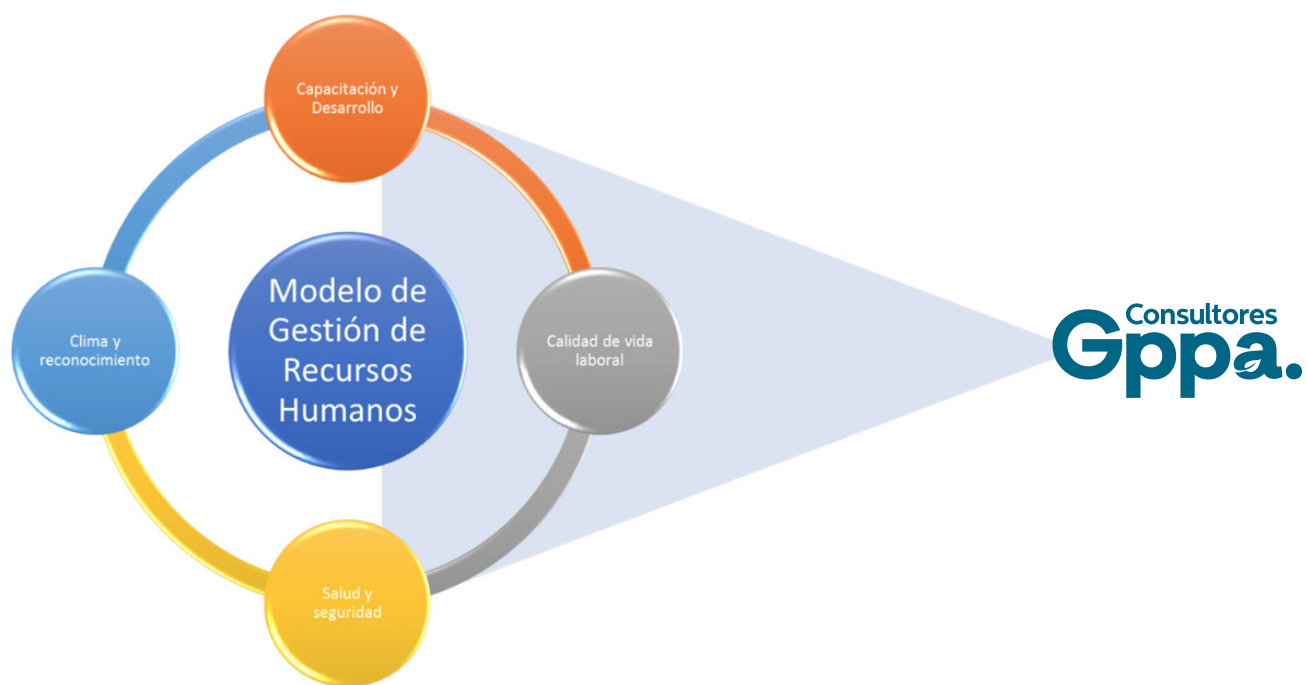 Capacitación y
Desarrollo
Clima y
reconocimiento
Modelo de
Gestión de
Recursos
Humanos
Calidad de vida
laboral
Salud y
seguridad
Consultores
Gppa.